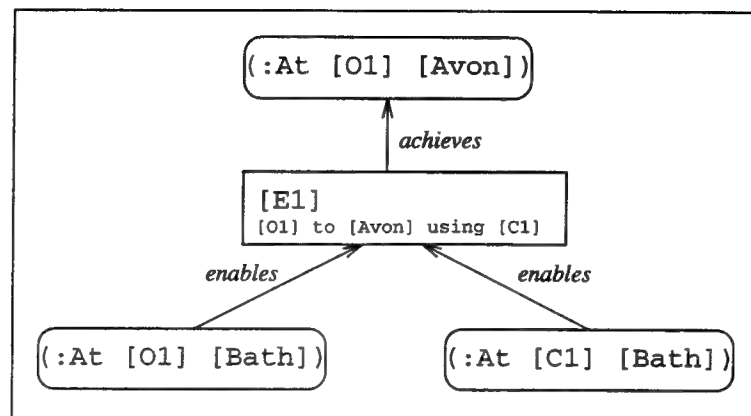 (:At [O1] [Avon])
achieves
[E1]
[O1] to [Avon] using [C1]
enables
enables
(:At [O1] [Bath])
(:At [C1] [Bath])